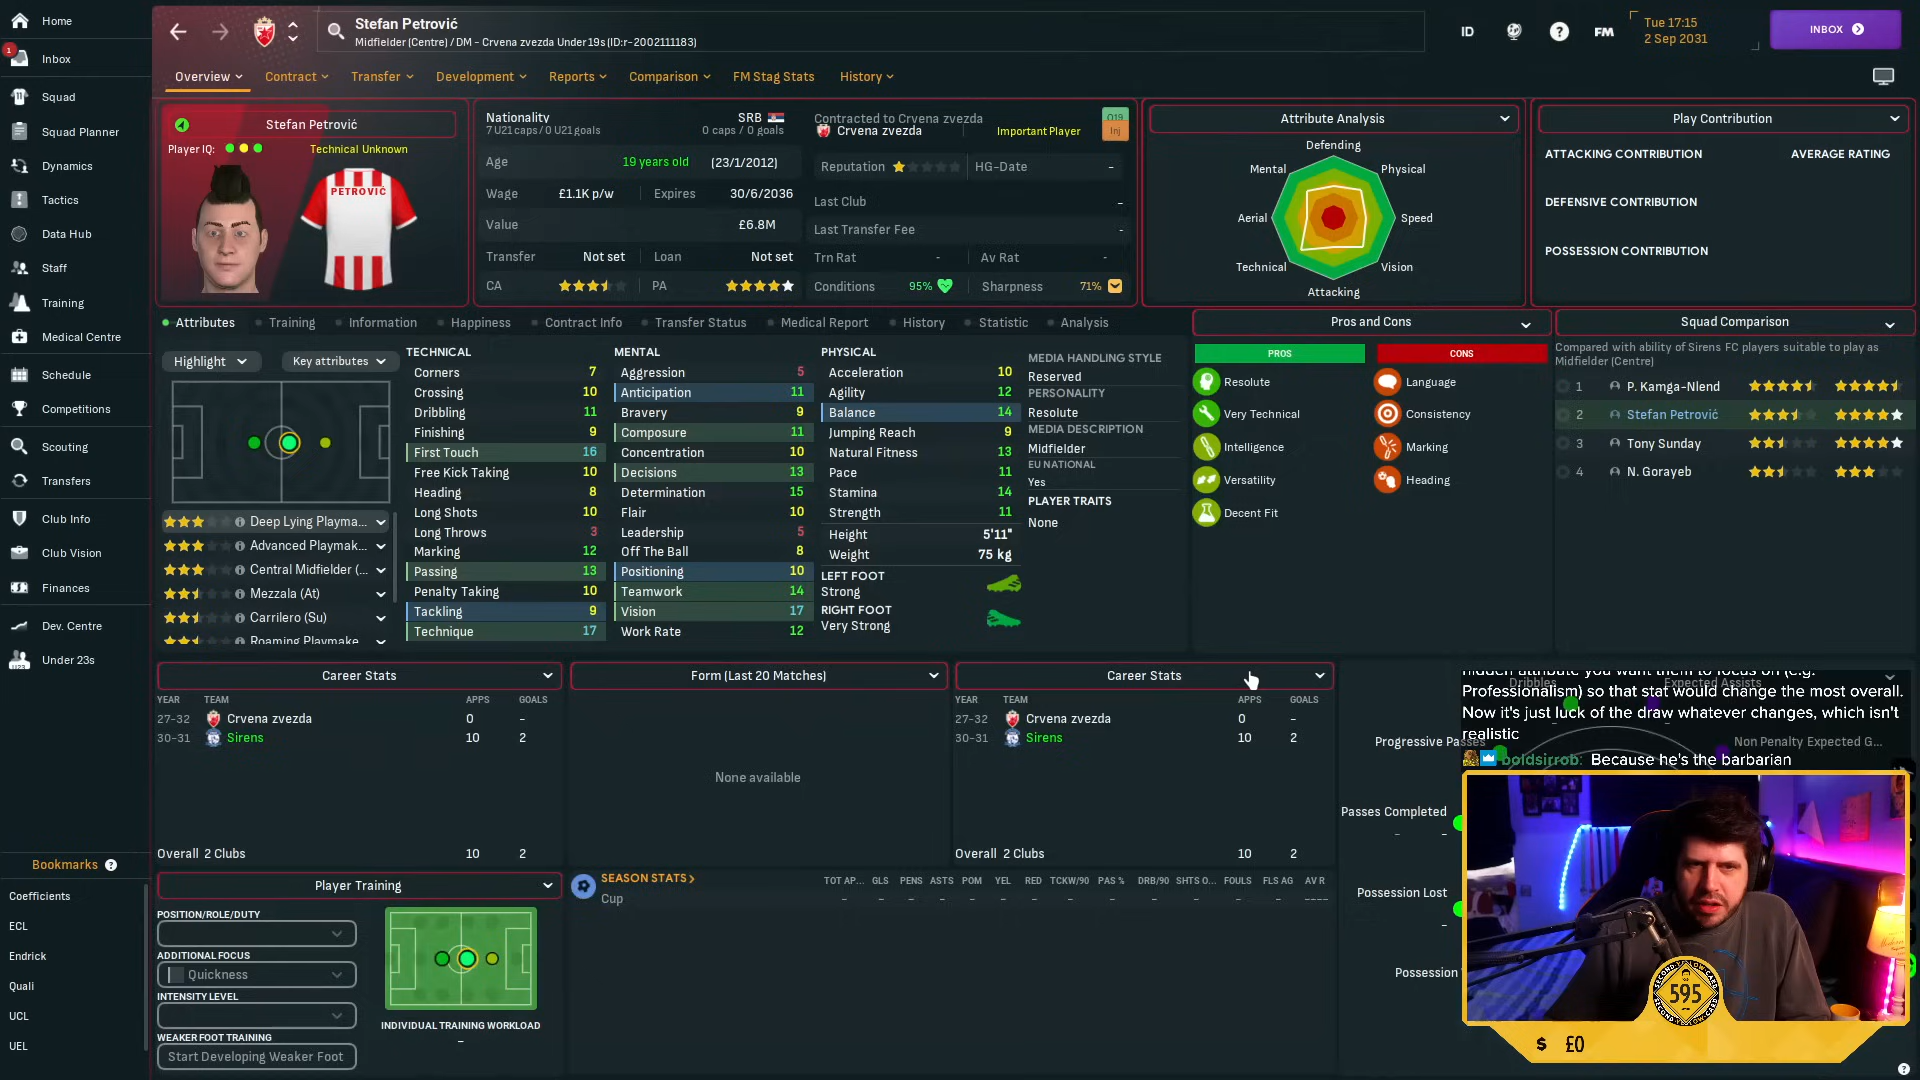 Home
1
Inbox
Squad
Squad Planner
Dynamics
Tactics
Data Hub
Staff
Training
Medical Centre
Schedule
Competitions
Scouting
Transfers
Club Info
Club Vision
Finances
Dev. Centre
Under 23s
Bookmarks ?
Coefficients
ECL
Endrick
Quali
UCL
UEL
Stefan Petrović
Midfielder (Centre) / DM - Crvena zvezda Under 19s (ID:r-2002111183)
ID
?
FM
Tue 17:15
2 Sep 2031
INBOX
Overview Contract Transfer Development Reports Comparison FM Stag Stats History
Stefan Petrović
Player IQ:
Technical Unknown
PETROVIĆ
Nationality SRB
7 U21 caps / 0 U21 goals 0 caps / 0 goals
Age 19 years old (23/1/2012)
Wage £1.1K p/w Expires 30/6/2036
Value £6.8M
Transfer Not set Loan Not set
CA PA
Contracted to Crvena zvezda
Crvena zvezda Important Player
Inj
Reputation HG-Date -
Last Club -
Last Transfer Fee -
Trn Rat - Av Rat -
Conditions 95% Sharpness 71%
Attribute Analysis
Defending
Mental Physical
Aerial Speed
Technical Vision
Attacking
Play Contribution
ATTACKING CONTRIBUTION AVERAGE RATING
DEFENSIVE CONTRIBUTION
POSSESSION CONTRIBUTION
Attributes Training Information Happiness Contract Info Transfer Status Medical Report History Statistic Analysis
Highlight Key attributes
Deep Lying Playma...
Advanced Playmak...
Central Midfielder (...
Mezzala (At)
Carrilero (Su)
Roaming Playmake
TECHNICAL
Corners 7
Crossing 10
Dribbling 11
Finishing 9
First Touch 16
Free Kick Taking 10
Heading 8
Long Shots 10
Long Throws 3
Marking 12
Passing 13
Penalty Taking 10
Tackling 9
Technique 17
MENTAL
Aggression 5
Anticipation 11
Bravery 9
Composure 11
Concentration 10
Decisions 13
Determination 15
Flair 10
Leadership 5
Off The Ball 8
Positioning 10
Teamwork 14
Vision 17
Work Rate 12
PHYSICAL
Acceleration 10
Agility 12
Balance 14
Jumping Reach 9
Natural Fitness 13
Pace 11
Stamina 14
Strength 11
Height 5'11"
Weight 75 kg
LEFT FOOT
Strong
RIGHT FOOT
Very Strong
MEDIA HANDLING STYLE
Reserved
PERSONALITY
Resolute
MEDIA DESCRIPTION
Midfielder
EU NATIONAL
Yes
PLAYER TRAITS
None
Pros and Cons
PROS CONS
Resolute Language
Very Technical Consistency
Intelligence Marking
Versatility Heading
Decent Fit
Squad Comparison
Compared with ability of Sirens FC players suitable to play as
Midfielder (Centre)
1 P. Kamga-Nlend
2 Stefan Petrović
3 Tony Sunday
4 N. Gorayeb
Career Stats
YEAR TEAM APPS GOALS
27-32 Crvena zvezda 0 -
30-31 Sirens 10 2
Overall 2 Clubs 10 2
Form (Last 20 Matches)
None available
Career Stats
YEAR TEAM APPS GOALS
27-32 Crvena zvezda 0 -
30-31 Sirens 10 2
Overall 2 Clubs 10 2
Player Training
POSITION/ROLE/DUTY
ADDITIONAL FOCUS
Quickness
INTENSITY LEVEL
WEAKER FOOT TRAINING
Start Developing Weaker Foot
INDIVIDUAL TRAINING WORKLOAD
-
SEASON STATS TOT AP... GLS PENS ASTS POM YEL RED TCKW/90 PAS % DRB/90 SHTS O... FOULS FLS AG AV R
Cup - - - - - - - - - - - - - ----
hidden attribute you want them to focus on (e.g.
Dribbles Expected Assists
Professionalism) so that stat would change the most overall.
Now it's just luck of the draw whatever changes, which isn't
realistic
Progressive Passes Non Penalty Expected G...
boldsirrob: Because he's the barbarian
Passes Completed
-
Possession Lost
-
Possession
SECOND YELLOW CARD
595
$ £0
?